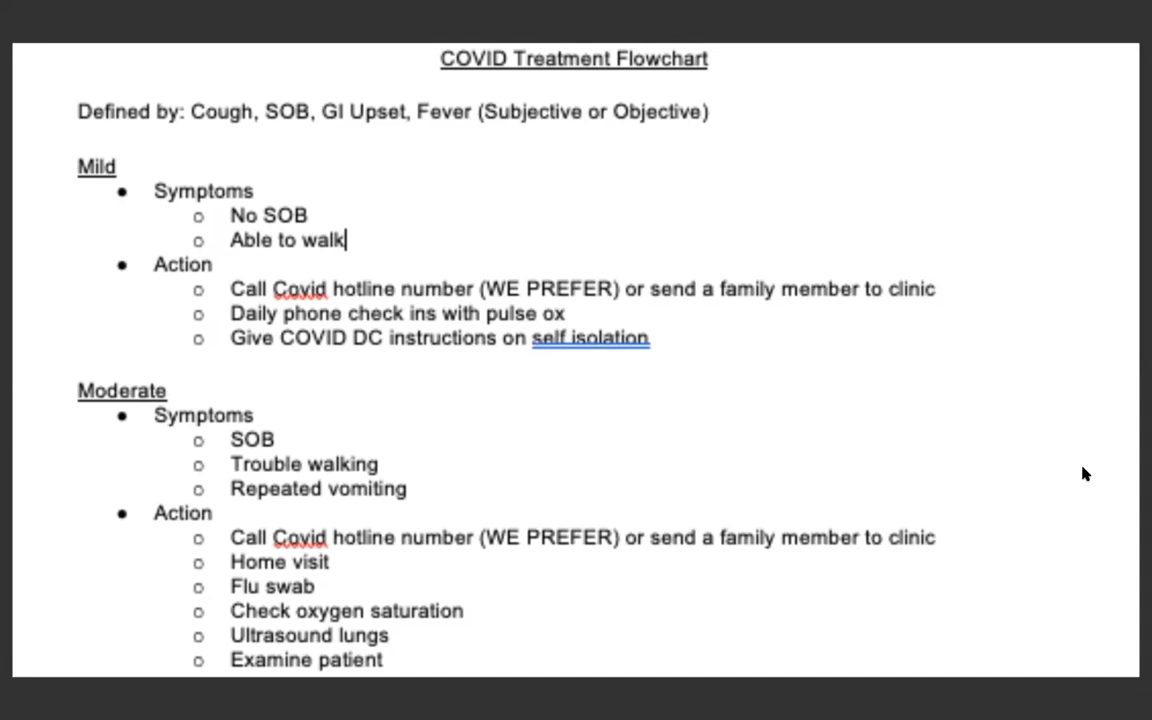 COVID Treatment Flowchart
Defined by: Cough, SOB, GI Upset, Fever (Subjective or Objective)
Mild
● Symptoms
○ No SOB
○ Able to walk
● Action
○ Call Covid hotline number (WE PREFER) or send a family member to clinic
○ Daily phone check ins with pulse ox
○ Give COVID DC instructions on self isolation
Moderate
● Symptoms
○ SOB
○ Trouble walking
○ Repeated vomiting
● Action
○ Call Covid hotline number (WE PREFER) or send a family member to clinic
○ Home visit
○ Flu swab
○ Check oxygen saturation
○ Ultrasound lungs
○ Examine patient